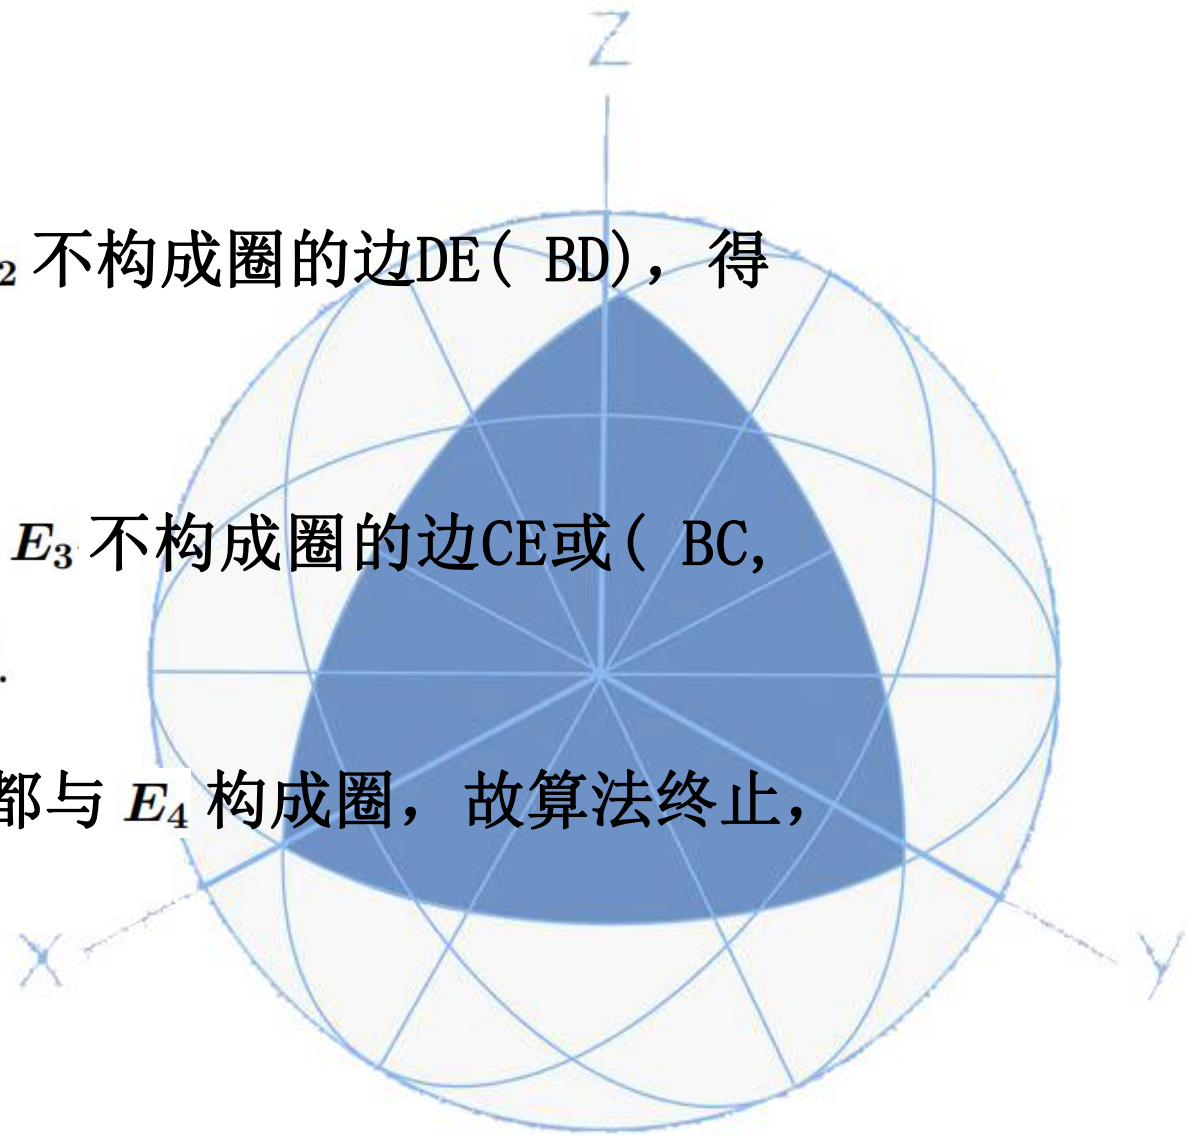 Z
₂ 不构成圈的边DE( BD)，得
E₃ 不构成圈的边CE或( BC,
.
都与 E₄ 构成圈，故算法终止，
X
Y